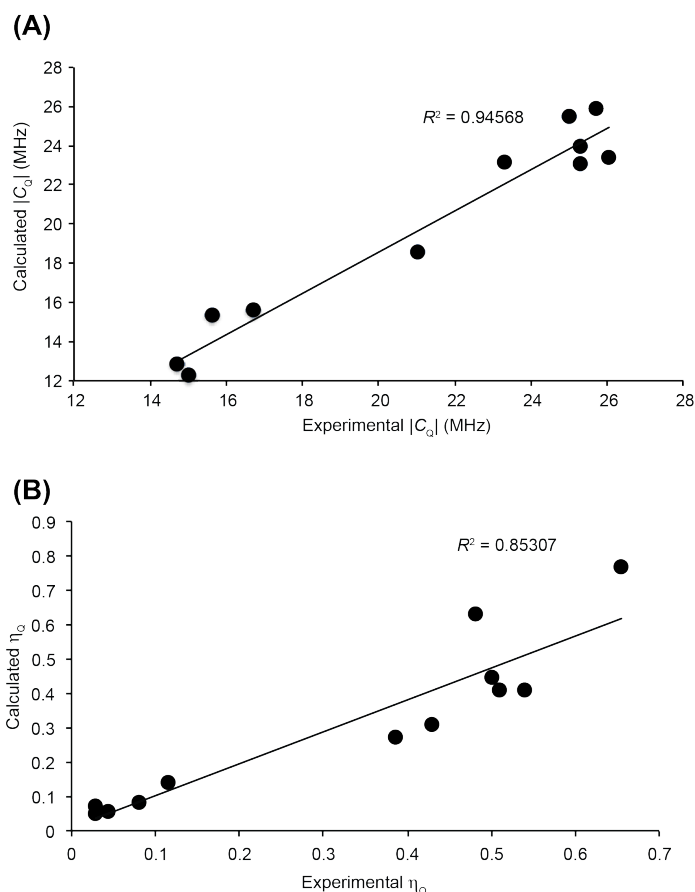 (A)
28
26
24
22
20
18
16
14
12
Calculated |CQ| (MHz)
R² = 0.94568
12 14 16 18 20 22 24 26 28
Experimental |CQ| (MHz)
(B)
0.9
0.8
0.7
0.6
0.5
0.4
0.3
0.2
0.1
0
Calculated ηQ
R² = 0.85307
0 0.1 0.2 0.3 0.4 0.5 0.6 0.7
Experimental ηQ